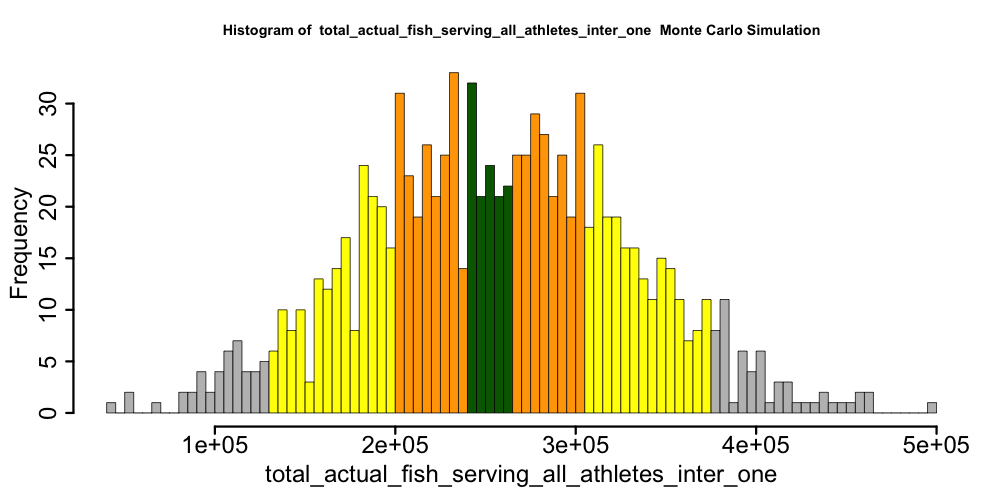 Histogram of  total_actual_fish_serving_all_athletes_inter_one  Monte Carlo Simulation
Frequency
30
25
20
15
10
5
0
1e+05 2e+05 3e+05 4e+05 5e+05
total_actual_fish_serving_all_athletes_inter_one